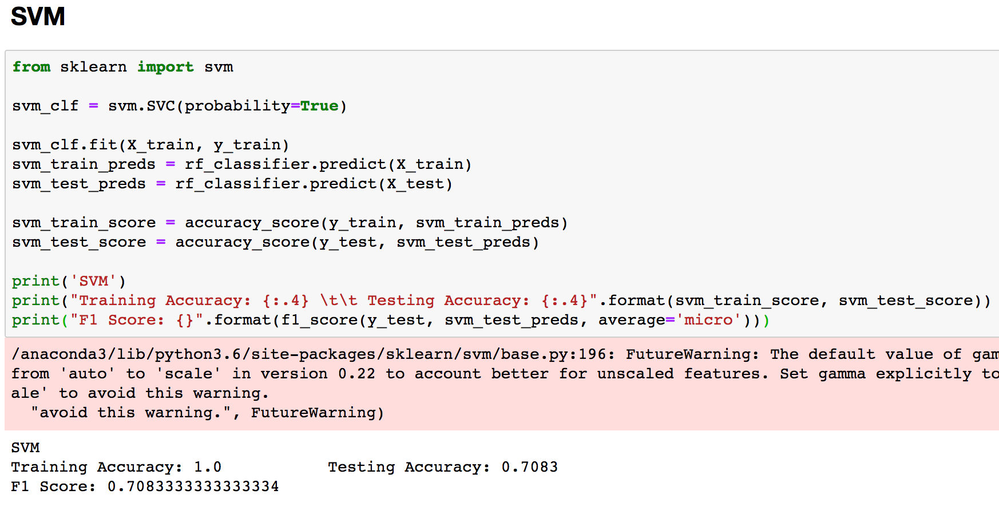 SVM
from sklearn import svm
svm_clf = svm.SVC(probability=True)
svm_clf.fit(X_train, y_train)
svm_train_preds = rf_classifier.predict(X_train)
svm_test_preds = rf_classifier.predict(X_test)
svm_train_score = accuracy_score(y_train, svm_train_preds)
svm_test_score = accuracy_score(y_test, svm_test_preds)
print('SVM')
print("Training Accuracy: {:.4} \t\t Testing Accuracy: {:.4}".format(svm_train_score, svm_test_score))
print("F1 Score: {}".format(f1_score(y_test, svm_test_preds, average='micro')))
/anaconda3/lib/python3.6/site-packages/sklearn/svm/base.py:196: FutureWarning: The default value of gam
from 'auto' to 'scale' in version 0.22 to account better for unscaled features. Set gamma explicitly to
ale' to avoid this warning.
  "avoid this warning.", FutureWarning)
SVM
Training Accuracy: 1.0 		 Testing Accuracy: 0.7083
F1 Score: 0.7083333333333334